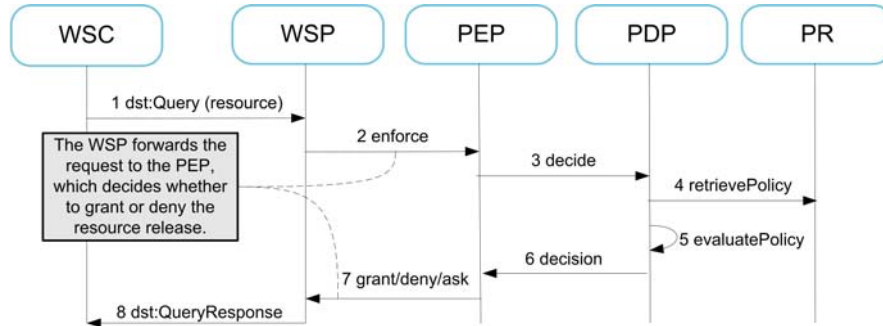 WSC
WSP
PEP
PDP
PR
1 dst:Query (resource)
The WSP forwards the
request to the PEP,
which decides whether
to grant or deny the
resource release.
2 enforce
3 decide
4 retrievePolicy
5 evaluatePolicy
6 decision
7 grant/deny/ask
8 dst:QueryResponse